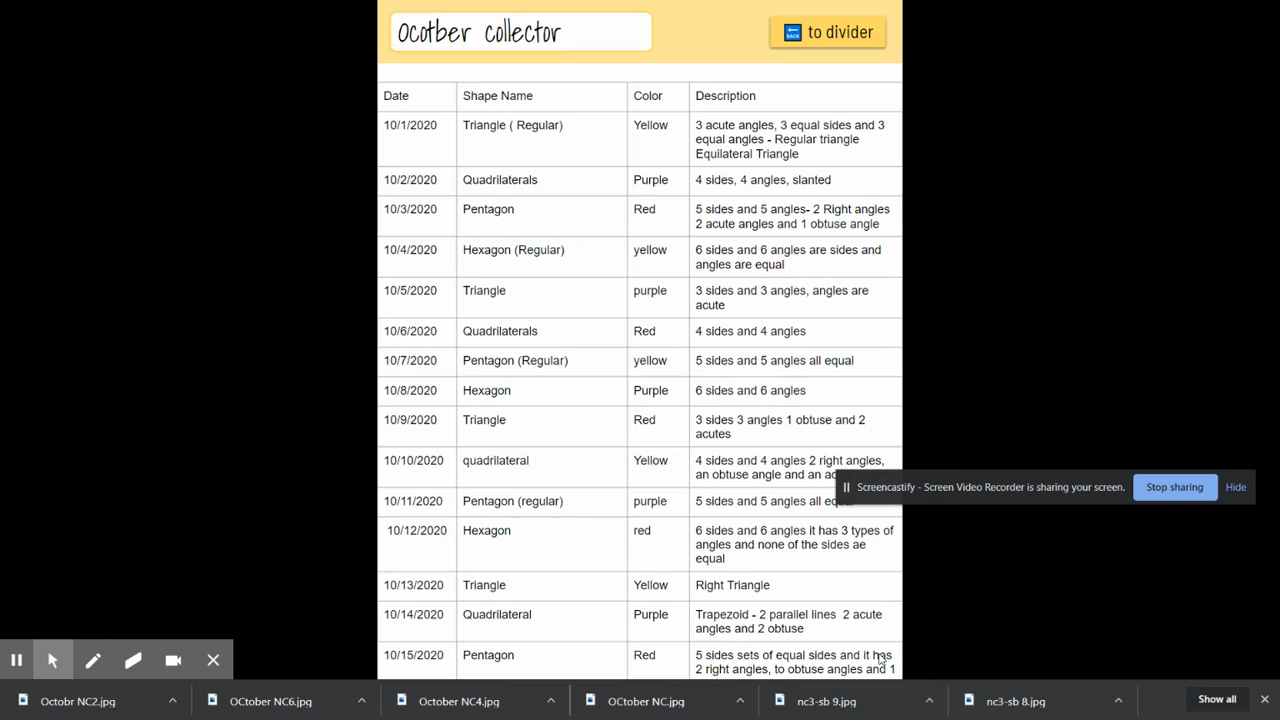 Ocotber collector
BACK to divider
Date Shape Name Color Description
10/1/2020 Triangle ( Regular) Yellow 3 acute angles, 3 equal sides and 3
equal angles - Regular triangle
Equilateral Triangle
10/2/2020 Quadrilaterals Purple 4 sides, 4 angles, slanted
10/3/2020 Pentagon Red 5 sides and 5 angles- 2 Right angles
2 acute angles and 1 obtuse angle
10/4/2020 Hexagon (Regular) yellow 6 sides and 6 angles are sides and
angles are equal
10/5/2020 Triangle purple 3 sides and 3 angles, angles are
acute
10/6/2020 Quadrilaterals Red 4 sides and 4 angles
10/7/2020 Pentagon (Regular) yellow 5 sides and 5 angles all equal
10/8/2020 Hexagon Purple 6 sides and 6 angles
10/9/2020 Triangle Red 3 sides 3 angles 1 obtuse and 2
acutes
10/10/2020 quadrilateral Yellow 4 sides and 4 angles 2 right angles,
an obtuse angle and an
Screencastify - Screen Video Recorder is sharing your screen. Stop sharing Hide
10/11/2020 Pentagon (regular) purple 5 sides and 5 angles all
10/12/2020 Hexagon red 6 sides and 6 angles it has 3 types of
angles and none of the sides ae
equal
10/13/2020 Triangle Yellow Right Triangle
10/14/2020 Quadrilateral Purple Trapezoid - 2 parallel lines 2 acute
angles and 2 obtuse
10/15/2020 Pentagon Red 5 sides sets of equal sides and it has
2 right angles, to obtuse angles and 1
Octobr NC2.jpg OCtober NC6.jpg October NC4.jpg OCtober NC.jpg nc3-sb 9.jpg nc3-sb 8.jpg Show all